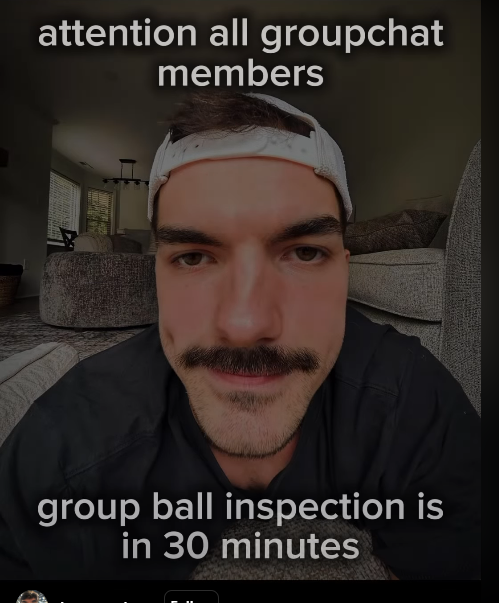 attention all groupchat
members
group ball inspection is
in 30 minutes